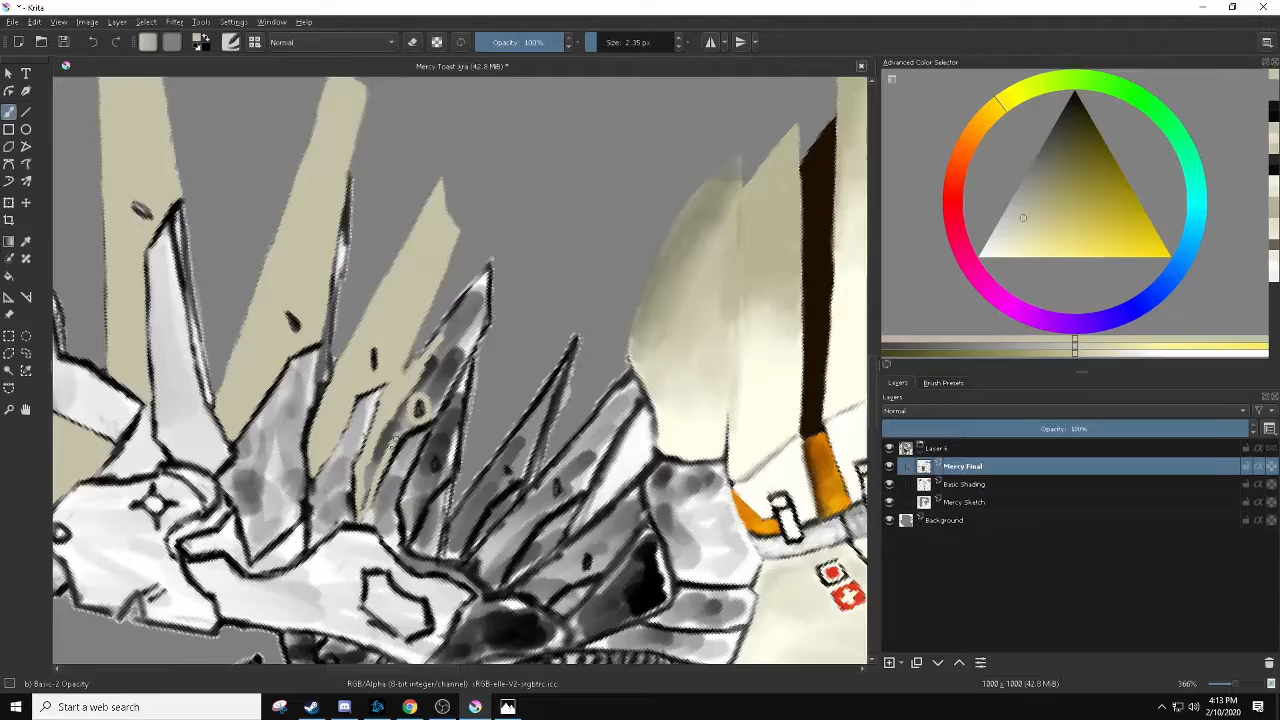 *- Krita
File Edit View Image Layer Select Filter Tools Settings Window Help
Normal Opacity: 100% Size: 2.35 px
Mercy Toast.kra (42.8 MiB) *
Advanced Color Selector
Layers Brush Presets
Layers
Normal
Opacity: 100%
Layer 6
Mercy Final
Basic Shading
Mercy Sketch
Background
b) Basic-2 Opacity RGB/Alpha (8-bit integer/channel) sRGB-elle-V2-srgbtrc.icc 1000 x 1000 (42.8 MiB) 366%
Start a web search
4:13 PM
2/10/2020